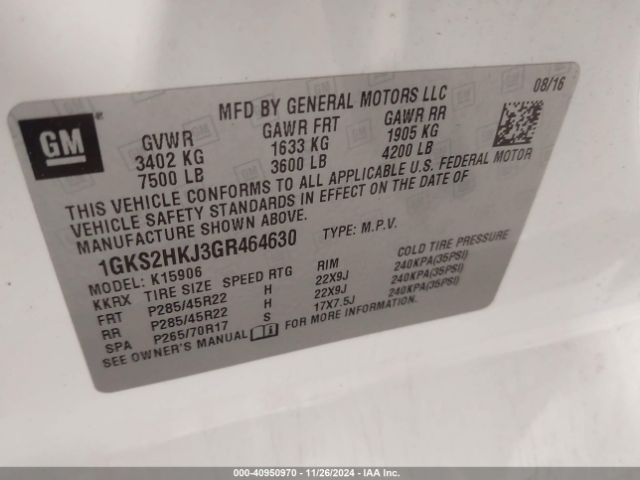 GM
MFD BY GENERAL MOTORS LLC
08/16
GVWR GAWR FRT GAWR RR
3402 KG 1633 KG 1905 KG
7500 LB 3600 LB 4200 LB
THIS VEHICLE CONFORMS TO ALL APPLICABLE U.S. FEDERAL MOTOR
VEHICLE SAFETY STANDARDS IN EFFECT ON THE DATE OF
MANUFACTURE SHOWN ABOVE.
1GKS2HKJ3GR464630 TYPE: M.P.V.
MODEL: K15906
KKRX TIRE SIZE SPEED RTG RIM COLD TIRE PRESSURE
FRT P285/45R22 H 22X9J 240KPA(35PSI)
RR P285/45R22 H 22X9J 240KPA(35PSI)
SPA P265/70R17 S 17X7.5J 240KPA(35PSI)
SEE OWNER'S MANUAL FOR MORE INFORMATION.
000-40950970 - 11/26/2024 - IAA Inc.